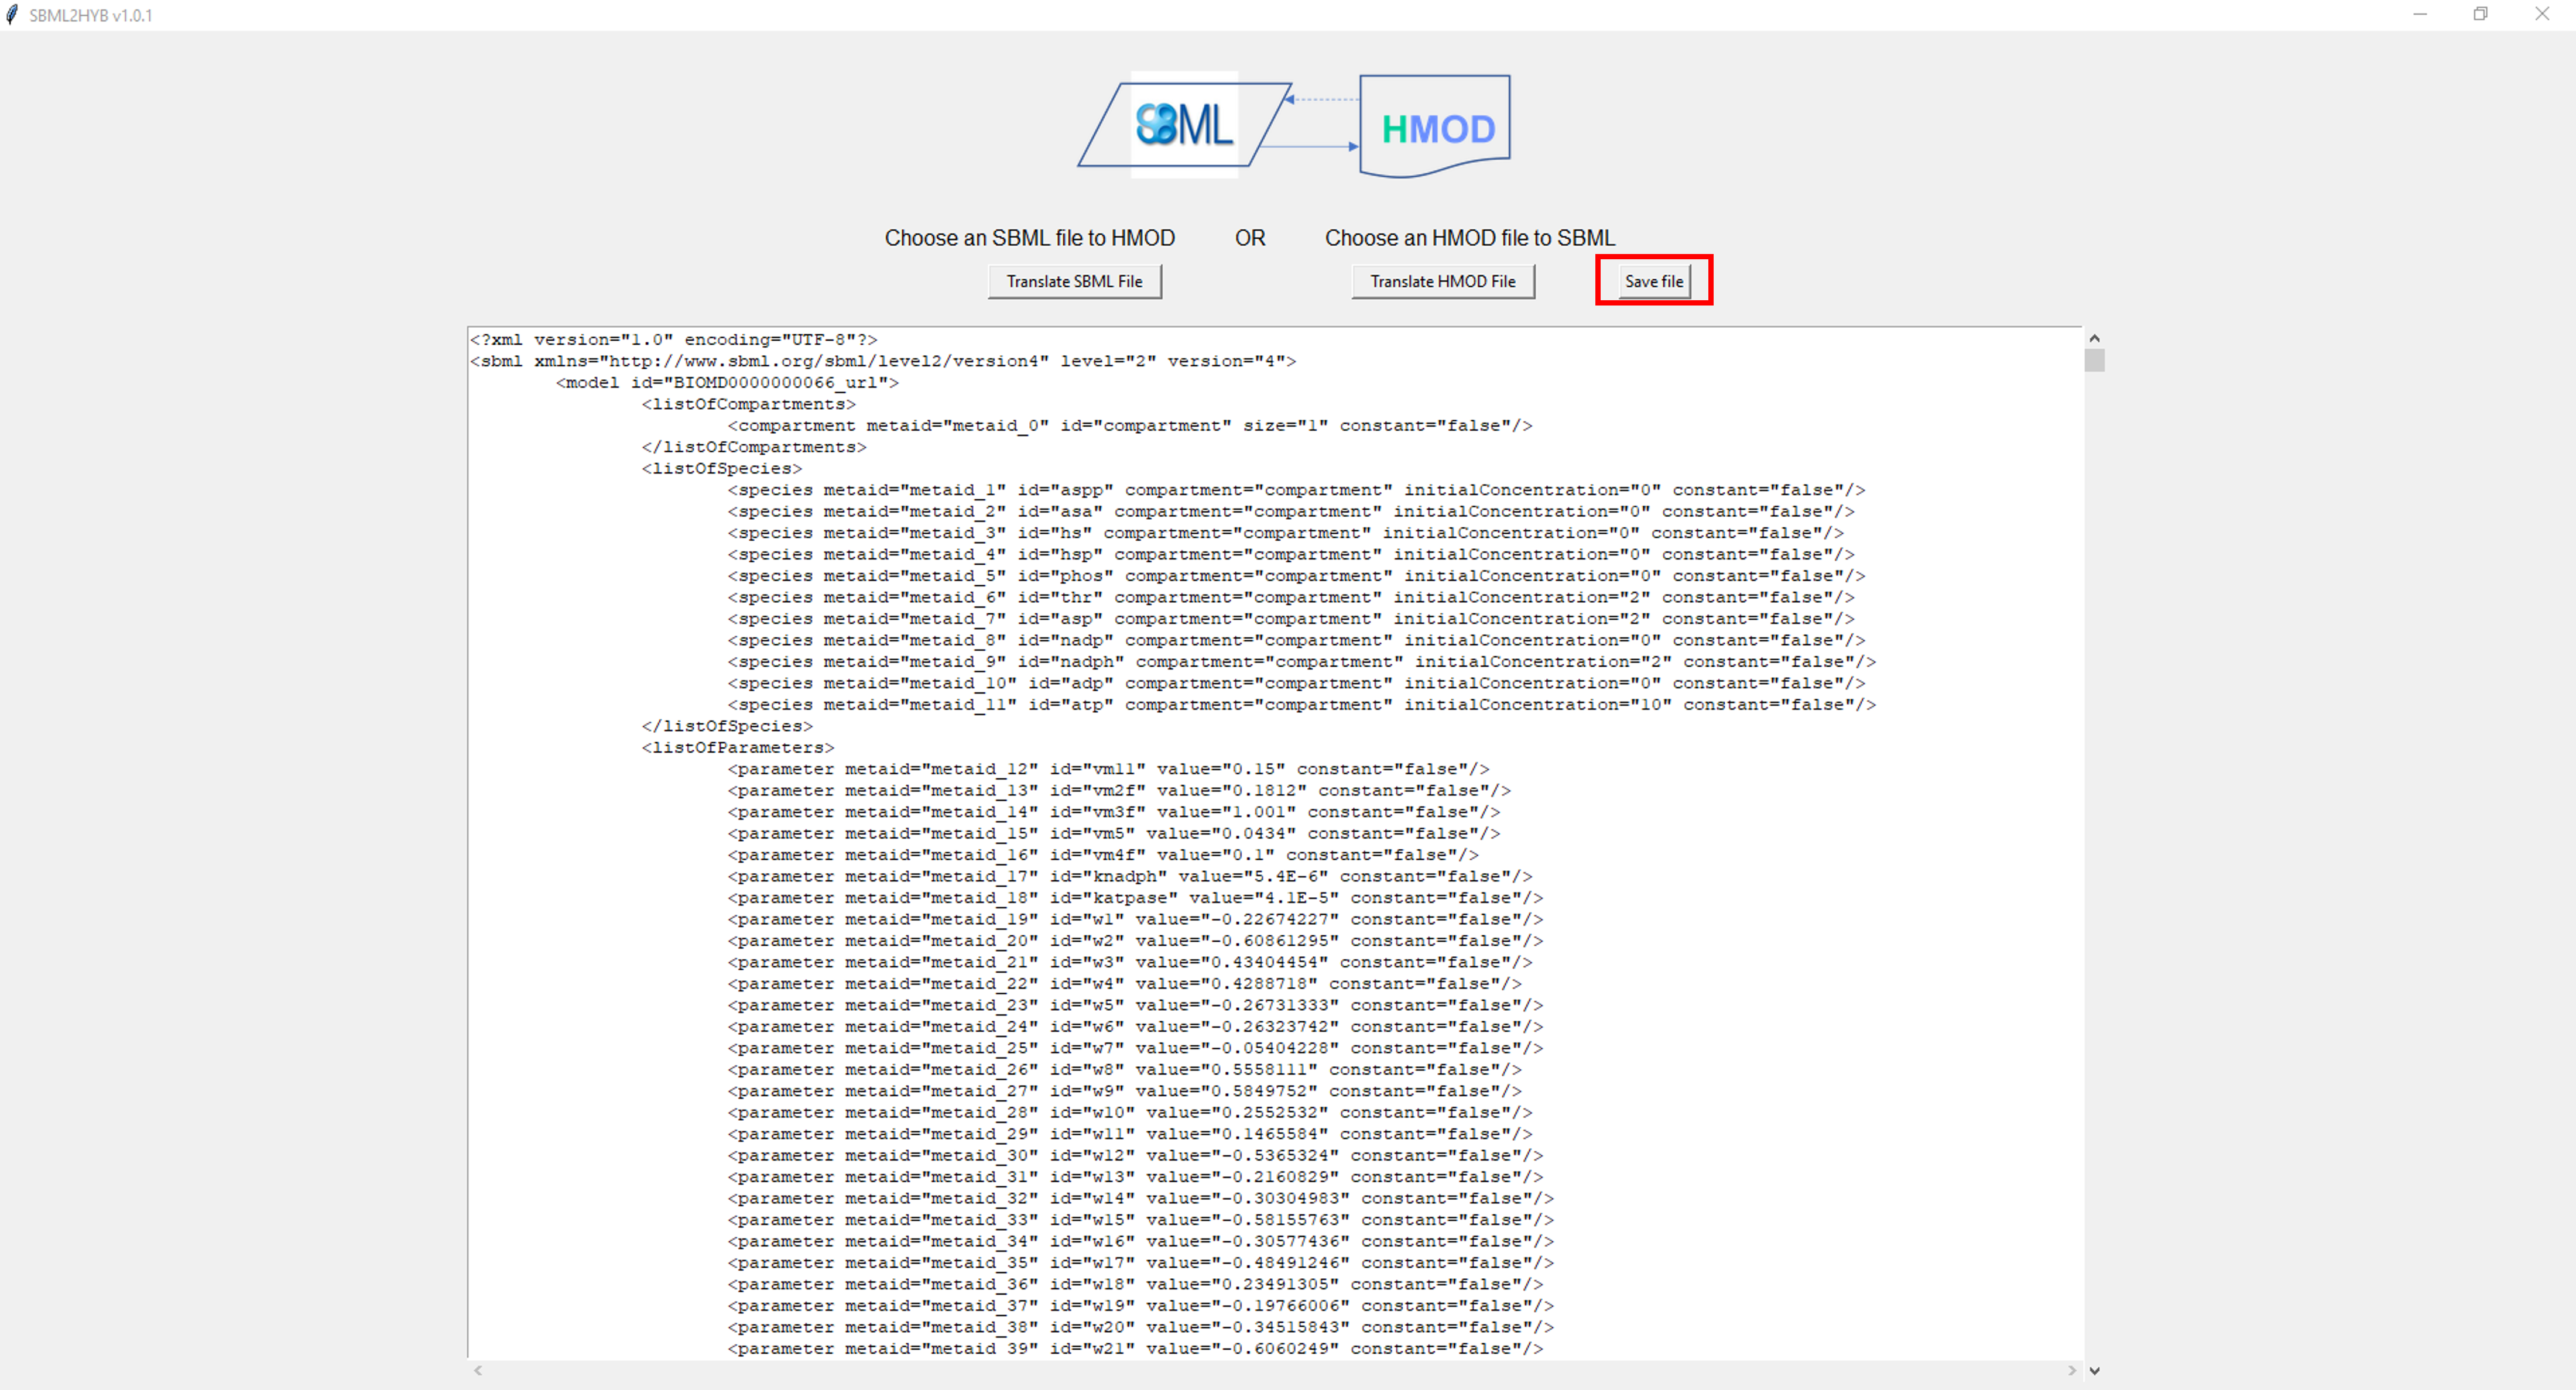 SBML2HYB v1.0.1
SBML
HMOD
Choose an SBML file to HMOD OR Choose an HMOD file to SBML
Translate SBML File Translate HMOD File Save file
<?xml version="1.0" encoding="UTF-8"?>
<sbml xmlns="http://www.sbml.org/sbml/level2/version4" level="2" version="4">
<model id="BIOMD0000000066_url">
<listOfCompartments>
<compartment metaid="metaid_0" id="compartment" size="1" constant="false"/>
</listOfCompartments>
<listOfSpecies>
<species metaid="metaid_1" id="aspp" compartment="compartment" initialConcentration="0" constant="false"/>
<species metaid="metaid_2" id="asa" compartment="compartment" initialConcentration="0" constant="false"/>
<species metaid="metaid_3" id="hs" compartment="compartment" initialConcentration="0" constant="false"/>
<species metaid="metaid_4" id="hsp" compartment="compartment" initialConcentration="0" constant="false"/>
<species metaid="metaid_5" id="phos" compartment="compartment" initialConcentration="0" constant="false"/>
<species metaid="metaid_6" id="thr" compartment="compartment" initialConcentration="2" constant="false"/>
<species metaid="metaid_7" id="asp" compartment="compartment" initialConcentration="2" constant="false"/>
<species metaid="metaid_8" id="nadp" compartment="compartment" initialConcentration="0" constant="false"/>
<species metaid="metaid_9" id="nadph" compartment="compartment" initialConcentration="2" constant="false"/>
<species metaid="metaid_10" id="adp" compartment="compartment" initialConcentration="0" constant="false"/>
<species metaid="metaid_11" id="atp" compartment="compartment" initialConcentration="10" constant="false"/>
</listOfSpecies>
<listOfParameters>
<parameter metaid="metaid_12" id="vm11" value="0.15" constant="false"/>
<parameter metaid="metaid_13" id="vm2f" value="0.1812" constant="false"/>
<parameter metaid="metaid_14" id="vm3f" value="1.001" constant="false"/>
<parameter metaid="metaid_15" id="vm5" value="0.0434" constant="false"/>
<parameter metaid="metaid_16" id="vm4f" value="0.1" constant="false"/>
<parameter metaid="metaid_17" id="knadph" value="5.4E-6" constant="false"/>
<parameter metaid="metaid_18" id="katpase" value="4.1E-5" constant="false"/>
<parameter metaid="metaid_19" id="w1" value="-0.22674227" constant="false"/>
<parameter metaid="metaid_20" id="w2" value="-0.60861295" constant="false"/>
<parameter metaid="metaid_21" id="w3" value="0.43404454" constant="false"/>
<parameter metaid="metaid_22" id="w4" value="0.4288718" constant="false"/>
<parameter metaid="metaid_23" id="w5" value="-0.26731333" constant="false"/>
<parameter metaid="metaid_24" id="w6" value="-0.26323742" constant="false"/>
<parameter metaid="metaid_25" id="w7" value="-0.05404228" constant="false"/>
<parameter metaid="metaid_26" id="w8" value="0.5558111" constant="false"/>
<parameter metaid="metaid_27" id="w9" value="0.5849752" constant="false"/>
<parameter metaid="metaid_28" id="w10" value="0.2552532" constant="false"/>
<parameter metaid="metaid_29" id="w11" value="0.1465584" constant="false"/>
<parameter metaid="metaid_30" id="w12" value="-0.5365324" constant="false"/>
<parameter metaid="metaid_31" id="w13" value="-0.2160829" constant="false"/>
<parameter metaid="metaid_32" id="w14" value="-0.30304983" constant="false"/>
<parameter metaid="metaid_33" id="w15" value="-0.58155763" constant="false"/>
<parameter metaid="metaid_34" id="w16" value="-0.30577436" constant="false"/>
<parameter metaid="metaid_35" id="w17" value="-0.48491246" constant="false"/>
<parameter metaid="metaid_36" id="w18" value="0.23491305" constant="false"/>
<parameter metaid="metaid_37" id="w19" value="-0.19766006" constant="false"/>
<parameter metaid="metaid_38" id="w20" value="-0.34515843" constant="false"/>
<parameter metaid="metaid_39" id="w21" value="-0.6060249" constant="false"/>